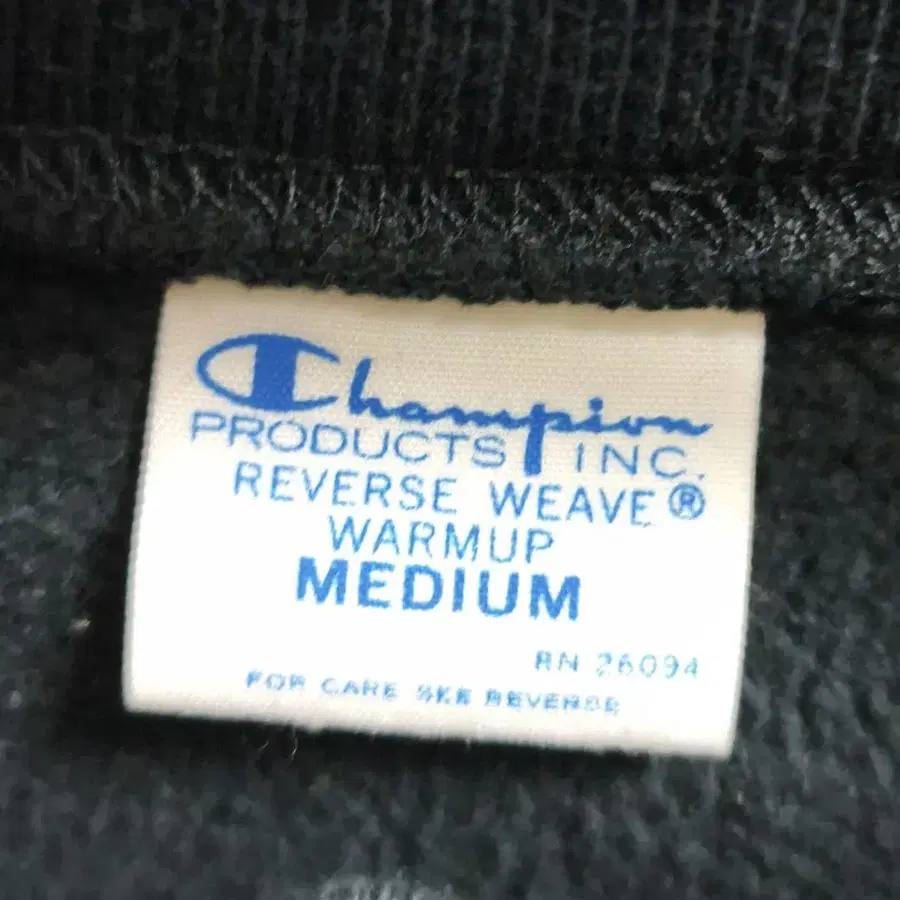 Champion
PRODUCTS INC.
REVERSE WEAVE ®
WARMUP
MEDIUM
RN 26094
FOR CARE SEE REVERSE